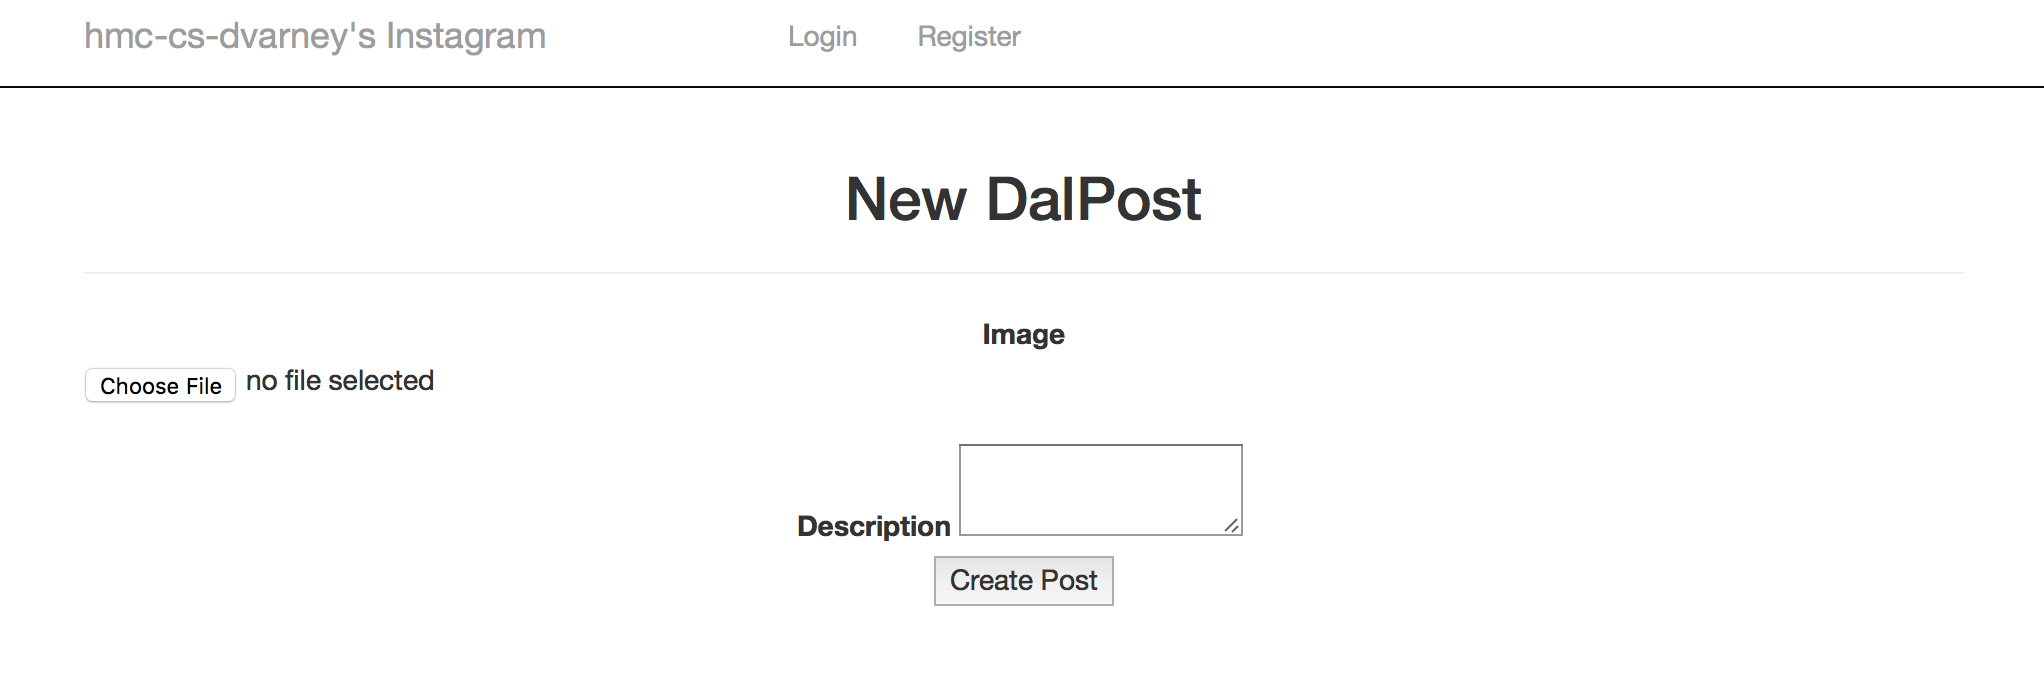 hmc-cs-dvarney's Instagram Login Register
New DalPost
Image
Choose File no file selected
Description
Create Post